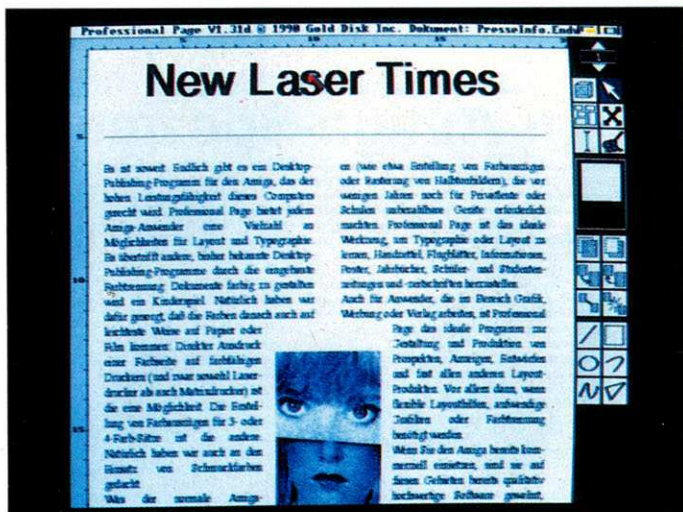 Professional Page V1.31d © 1990 Gold Disk Inc. Dokument: PresseInfo.End
5
10
15
New Laser Times
5
10
15
Es ist soweit. Endlich gibt es ein Desktop-
Publishing-Programm für den Amiga, das der
hohen Leistungsfähigkeit dieses Computers
gerecht wird. Professional Page bietet jedem
Amiga-Anwender eine Vielzahl an
Möglichkeiten für Layout und Typographie.
Es übertrifft andere, bisher bekannte Desktop-
Publishing-Programme durch die eingebaute
Farbtrennung. Dokumente farbig zu gestalten
wird ein Kinderspiel. Natürlich haben wir
dafür gesorgt, daß die Farben danach auch auf
leichteste Weise auf Papier oder
Film kommen: Direkter Ausdruck
einer Farbseite auf farbfähigen
Druckern (und zwar sowohl Laser-
drucker als auch Matrixdrucker) ist
die eine Möglichkeit. Die Erstel-
lung von Farbauszügen für 3- oder
4-Farb-Sätze ist die andere.
Natürlich haben wir auch an den
Einsatz von Schmuckfarben
gedacht.
Was der normale Amiga-
en (wie etwa Erstellung von Farbauszügen
oder Rasterung von Halbtonbildern), die vor
wenigen Jahren noch für Privatleute oder
Schulen unbezahlbare Geräte erforderlich
machten. Professional Page ist das ideale
Werkzeug, um Typographie oder Layout zu
lernen, Handzettel, Flugblätter, Informationen,
Poster, Jahrbücher, Schüler- und Studenten-
zeitungen und -zeitschriften herzustellen.
Auch für Anwender, die im Bereich Grafik,
Werbung oder Verlag arbeiten, ist Professional
Page das ideale Programm zur
Gestaltung und Produktion von
Prospekten, Anzeigen, Entwürfen
und fast allen anderen Layout-
Produkten. Vor allem dann, wenn
flexible Layouthilfen, aufwendige
Grafiken oder Farbtrennung
benötigt werden.
Wenn Sie den Amiga bereits kom-
merziell einsetzen, und sie auf
diesen Gebieten bereits qualitativ
hochwertige Software gewöhnt,